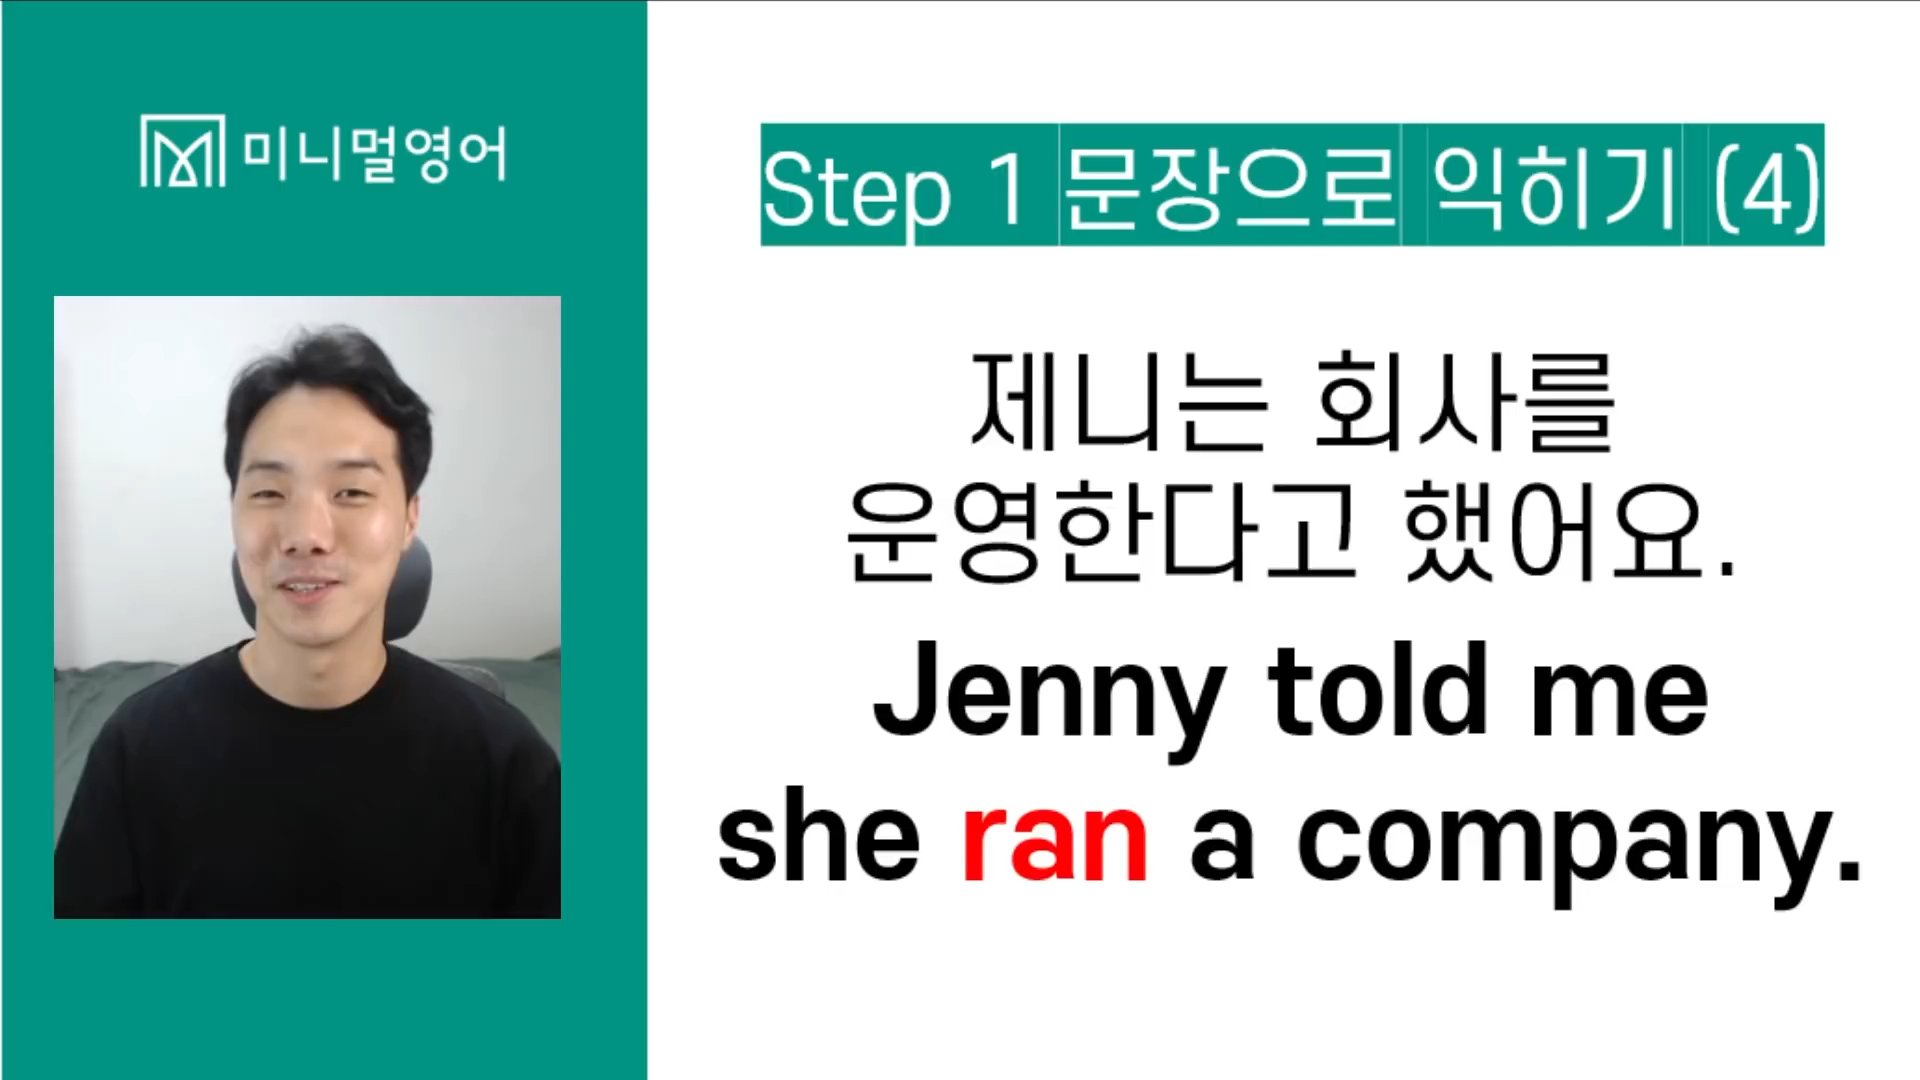 미니멀영어
Step 1 문장으로 익히기 (4)
제니는 회사를
운영한다고 했어요.
Jenny told me
she ran a company.